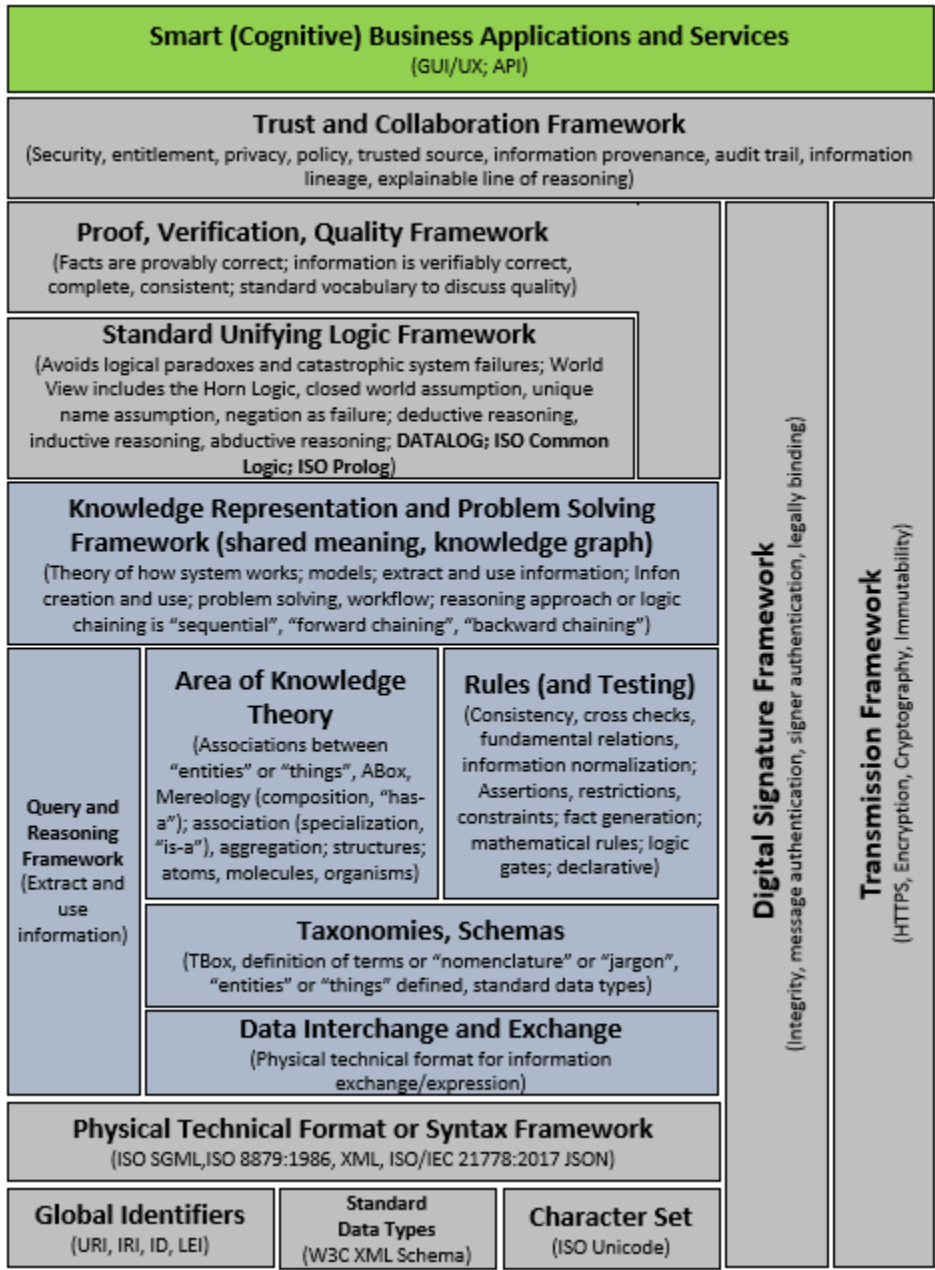 Smart (Cognitive) Business Applications and Services
(GUI/UX; API)
Trust and Collaboration Framework
(Security, entitlement, privacy, policy, trusted source, information provenance, audit trail, information
lineage, explainable line of reasoning)
Proof, Verification, Quality Framework
(Facts are provably correct; information is verifiably correct,
complete, consistent; standard vocabulary to discuss quality)
Standard Unifying Logic Framework
(Avoids logical paradoxes and catastrophic system failures; World
View includes the Horn Logic, closed world assumption, unique
name assumption, negation as failure; deductive reasoning,
inductive reasoning, abductive reasoning; DATALOG; ISO Common
Logic; ISO Prolog)
Knowledge Representation and Problem Solving
Framework (shared meaning, knowledge graph)
(Theory of how system works; models; extract and use information; Infon
creation and use; problem solving, workflow; reasoning approach or logic
chaining is “sequential”, “forward chaining”, “backward chaining”)
Query and
Reasoning
Framework
(Extract and
use
information)
Area of Knowledge
Theory
(Associations between
“entities” or “things”, ABox,
Mereology (composition, “has-
a”); association (specialization,
“is-a”), aggregation; structures;
atoms, molecules, organisms)
Rules (and Testing)
(Consistency, cross checks,
fundamental relations,
information normalization;
Assertions, restrictions,
constraints; fact generation;
mathematical rules; logic
gates; declarative)
Taxonomies, Schemas
(TBox, definition of terms or “nomenclature” or “jargon”,
“entities” or “things” defined, standard data types)
Data Interchange and Exchange
(Physical technical format for information
exchange/expression)
Physical Technical Format or Syntax Framework
(ISO SGML,ISO 8879:1986, XML, ISO/IEC 21778:2017 JSON)
Global Identifiers
(URI, IRI, ID, LEI)
Standard
Data Types
(W3C XML Schema)
Character Set
(ISO Unicode)
Digital Signature Framework
(Integrity, message authentication, signer authentication, legally binding)
Transmission Framework
(HTTPS, Encryption, Cryptography, Immutability)